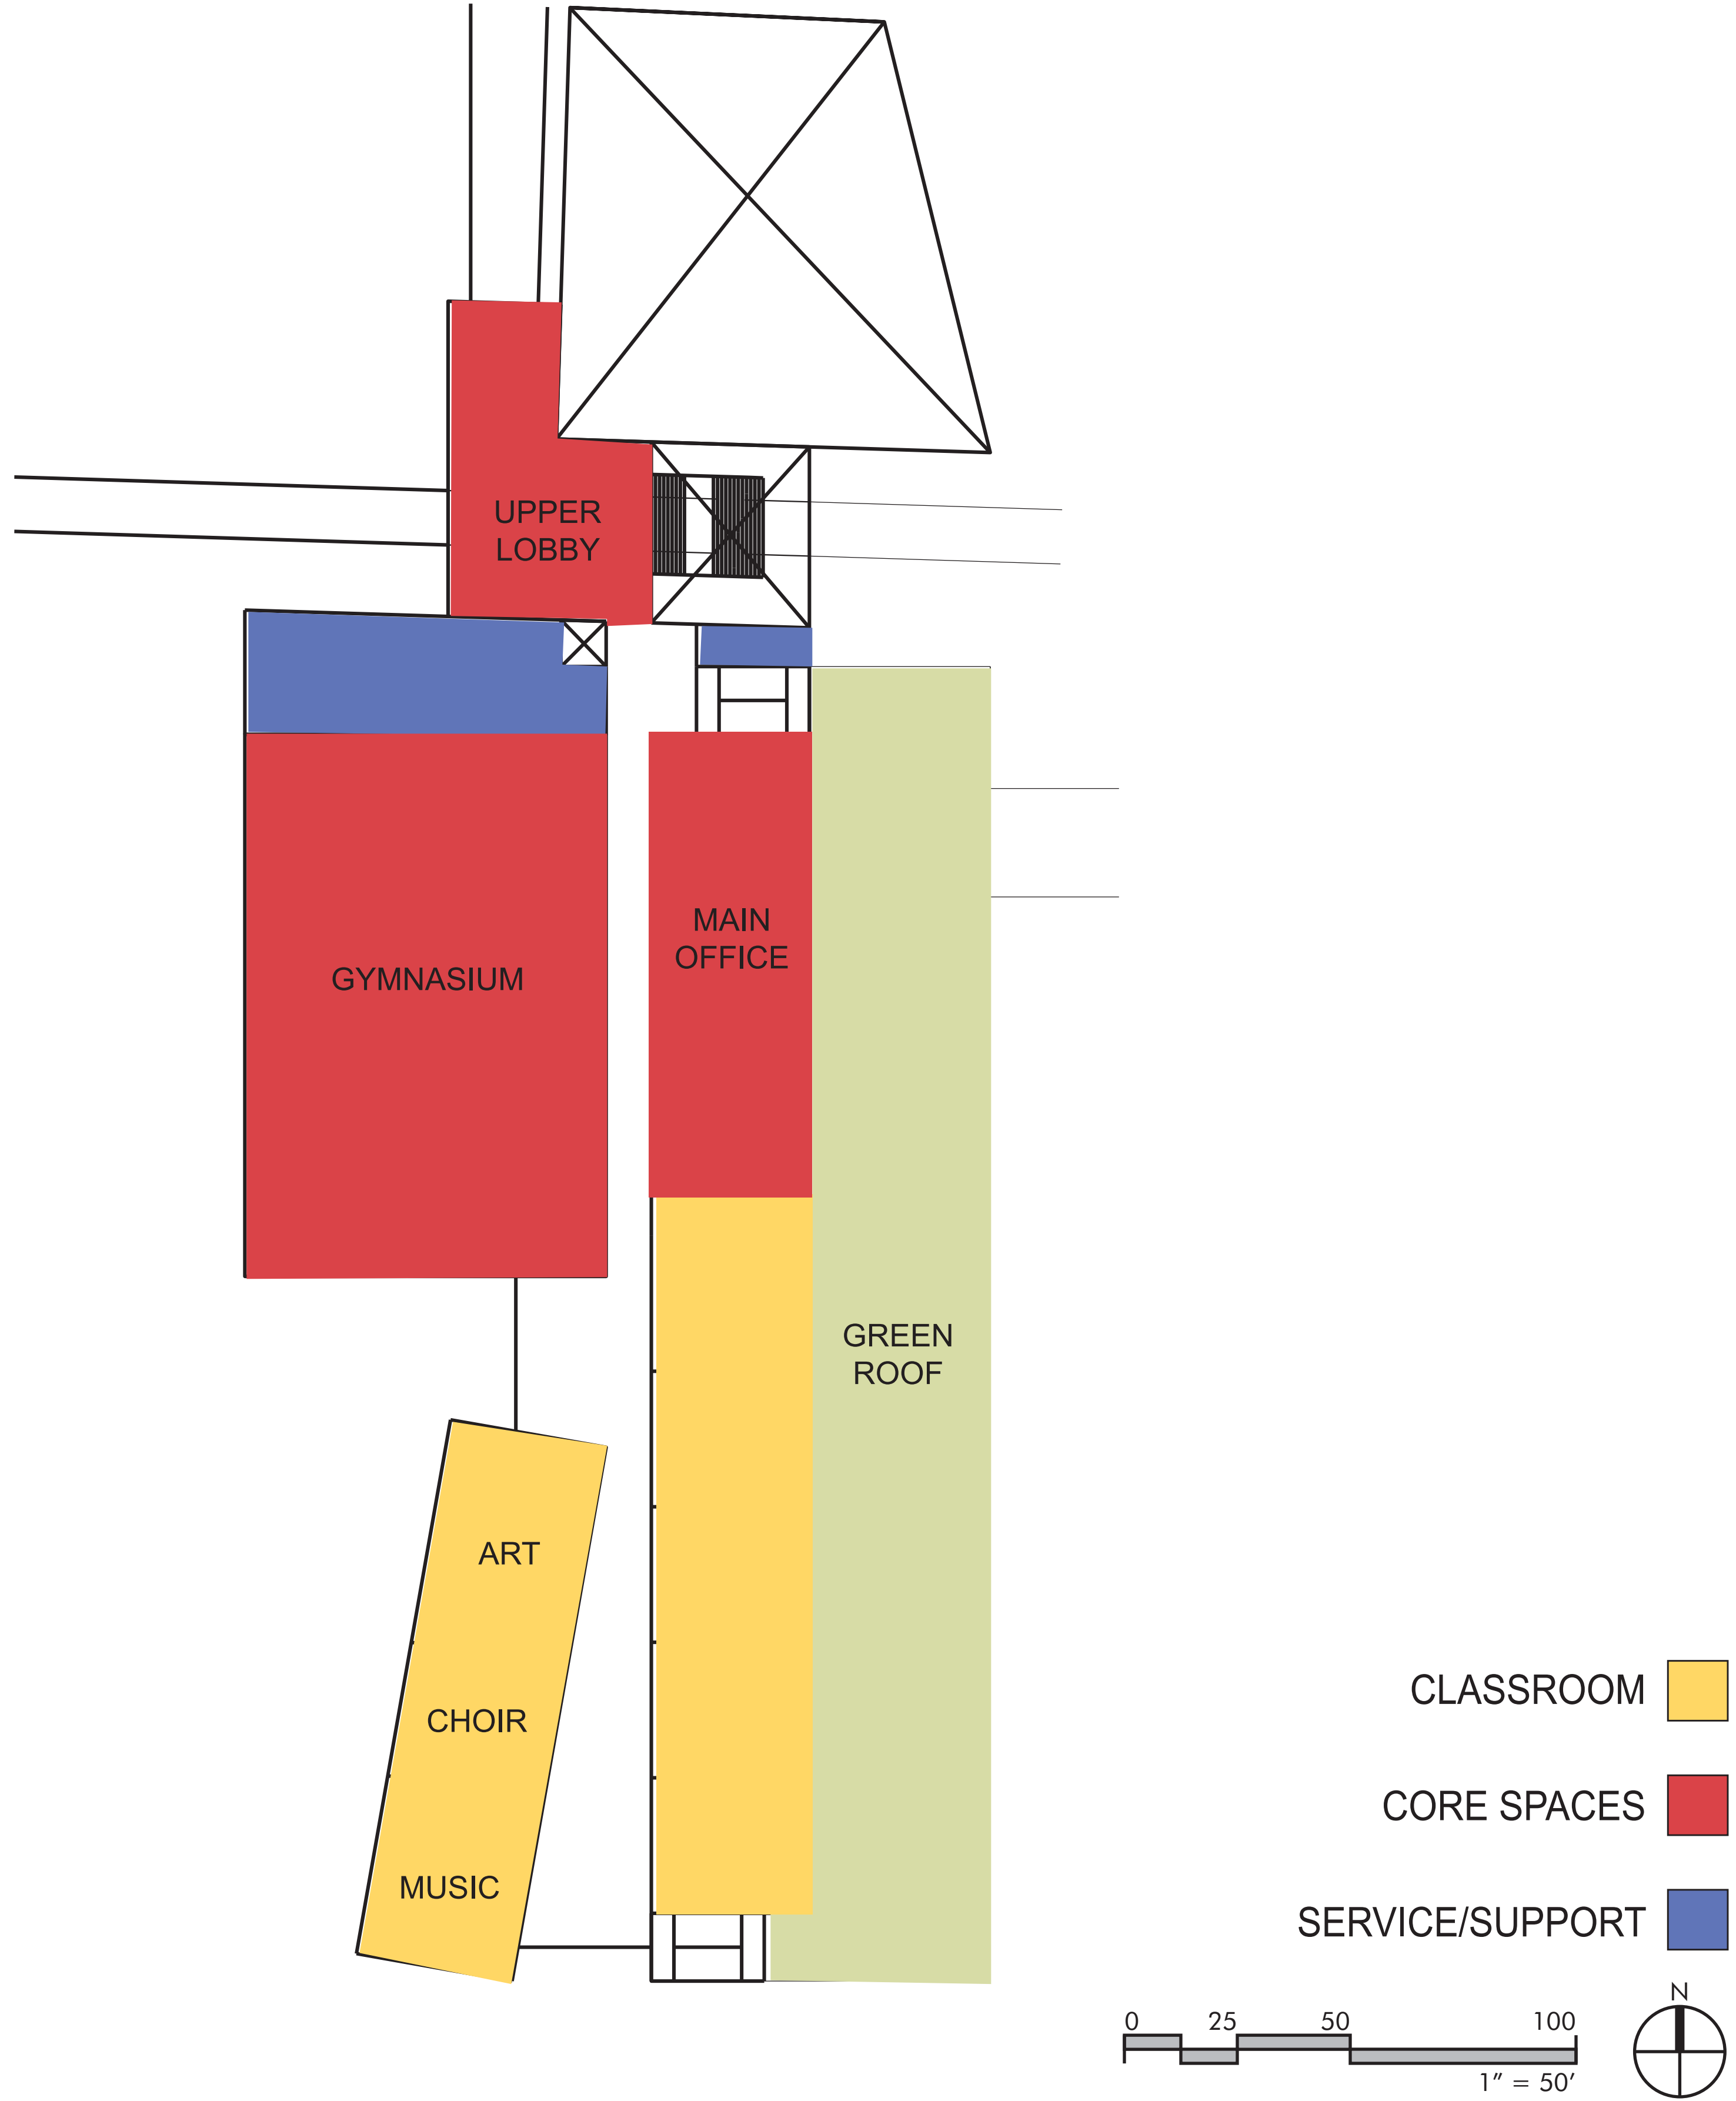 UPPER
LOBBY
MAIN
OFFICE
GYMNASIUM
GREEN
ROOF
ART
CHOIR
MUSIC
CLASSROOM
CORE SPACES
SERVICE/SUPPORT
N
0 25 50 100
1″ = 50′